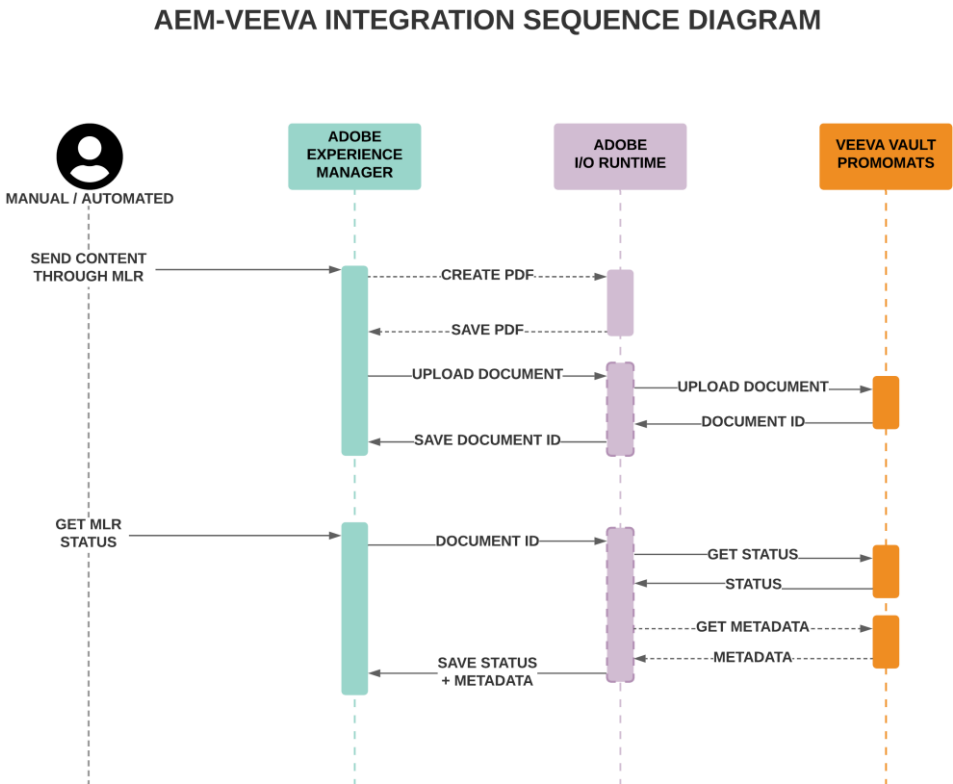 AEM-VEEVA INTEGRATION SEQUENCE DIAGRAM
MANUAL / AUTOMATED
ADOBE
EXPERIENCE
MANAGER
ADOBE
I/O RUNTIME
VEEVA VAULT
PROMOMATS
SEND CONTENT
THROUGH MLR
CREATE PDF
SAVE PDF
UPLOAD DOCUMENT
UPLOAD DOCUMENT
DOCUMENT ID
SAVE DOCUMENT ID
GET MLR
STATUS
DOCUMENT ID
GET STATUS
STATUS
GET METADATA
METADATA
SAVE STATUS
+ METADATA